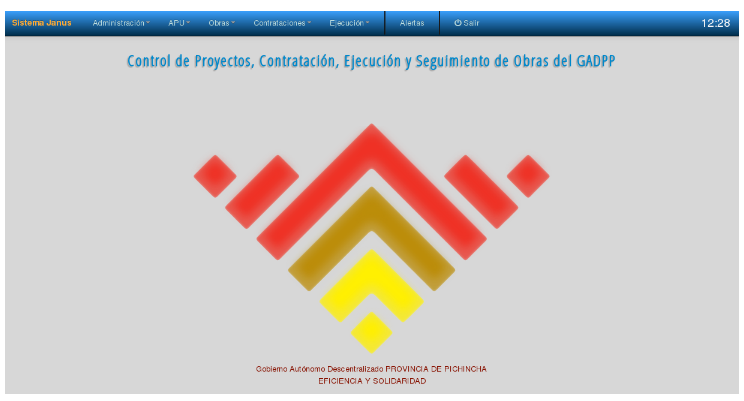 Sistema Janus Administración APU Obras Contrataciones Ejecución Alertas Salir 12:28
Control de Proyectos, Contratación, Ejecución y Seguimiento de Obras del GADPP
Gobierno Autónomo Descentralizado PROVINCIA DE PICHINCHA
EFICIENCIA Y SOLIDARIDAD